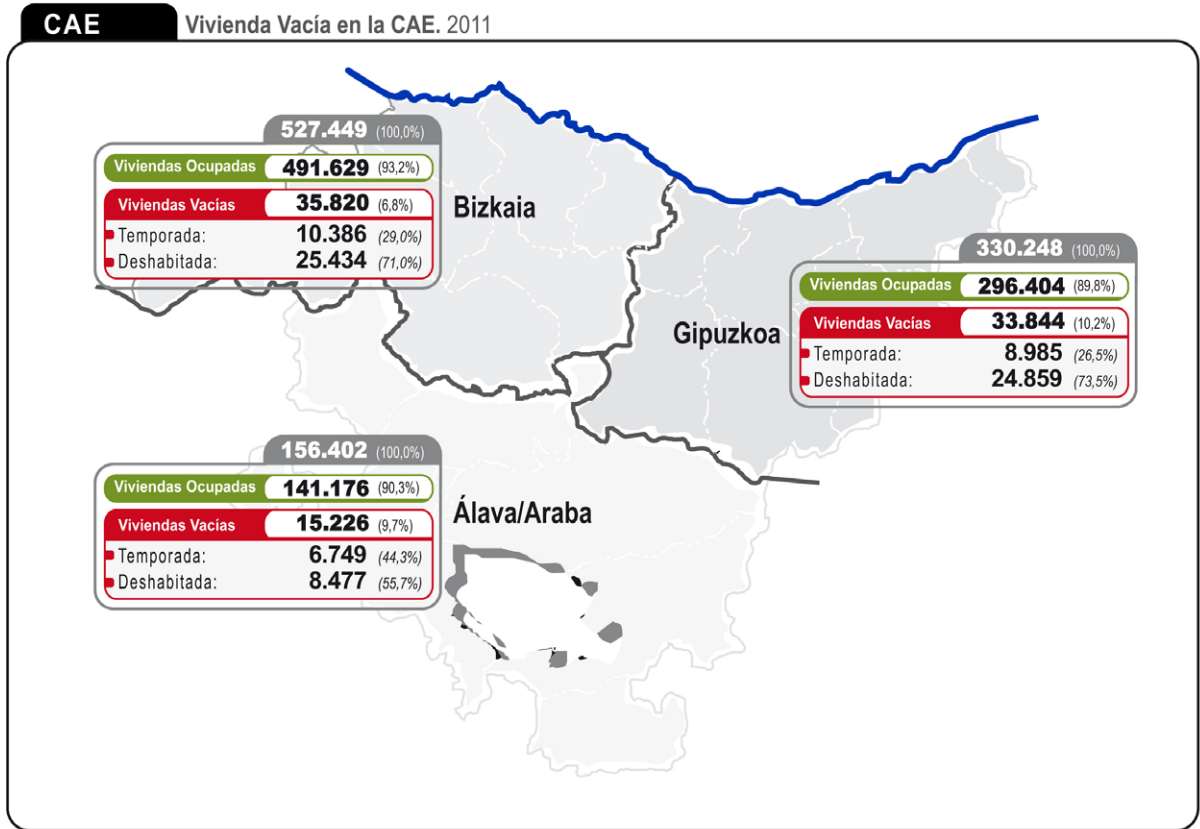 CAE Vivienda Vacía en la CAE. 2011
527.449 (100,0%)
Viviendas Ocupadas 491.629 (93,2%)
Viviendas Vacías 35.820 (6,8%)
Temporada: 10.386 (29,0%)
Deshabitada: 25.434 (71,0%)
Bizkaia
330.248 (100,0%)
Viviendas Ocupadas 296.404 (89,8%)
Viviendas Vacías 33.844 (10,2%)
Temporada: 8.985 (26,5%)
Deshabitada: 24.859 (73,5%)
Gipuzkoa
156.402 (100,0%)
Viviendas Ocupadas 141.176 (90,3%)
Viviendas Vacías 15.226 (9,7%)
Temporada: 6.749 (44,3%)
Deshabitada: 8.477 (55,7%)
Álava/Araba